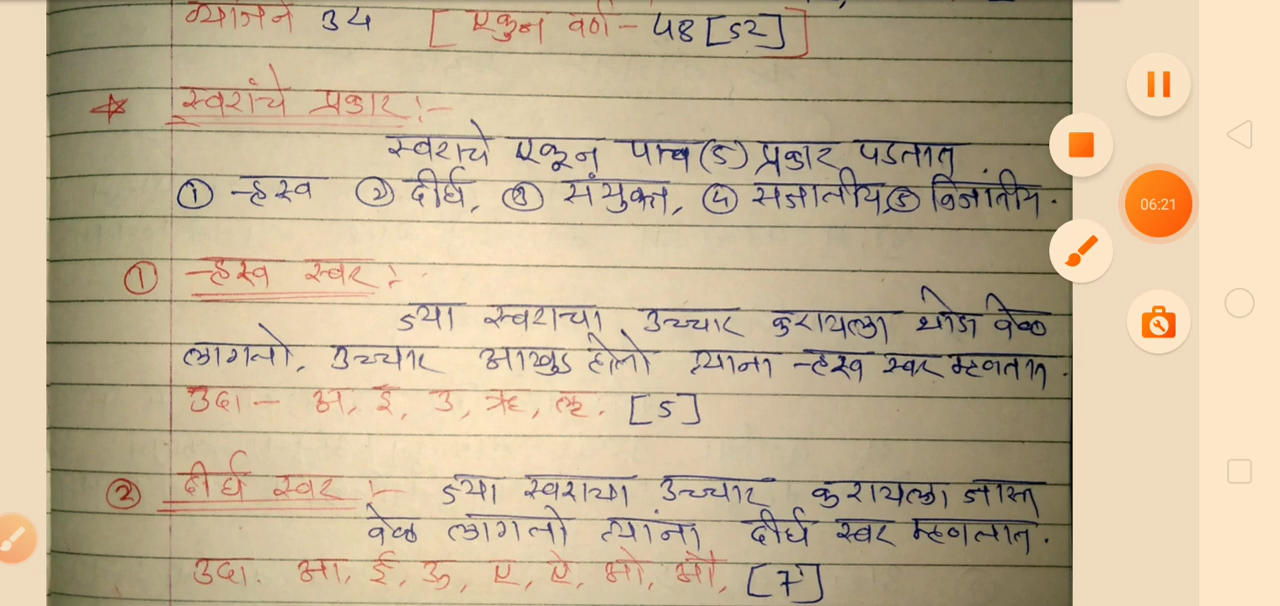 व्यंजने 34 [ एकुन वर्ण - 48 [52] ]
स्वरांचे प्रकार :-
स्वराचे एकून पाच (5) प्रकार पडतात.
① ऱ्हस्व ② दीर्घ, ③ संयुक्त, ④ सजातीय, ⑤ विजातीय.
① ऱ्हस्व स्वर :-
ज्या स्वराचा उच्चार करायला थोडा वेळ
लागतो, उच्चार आखुड होतो त्याना ऱ्हस्व स्वर म्हणतात.
उदा - अ, ई, उ, ऋ, लृ. [5]
② दीर्घ स्वर :- ज्या स्वराचा उच्चार करायला जास्त
वेळ लागतो त्यांना दीर्घ स्वर म्हणतात.
उदा. आ, ई, ऊ, ए, ऐ, ओ, औ, [7]
06:21